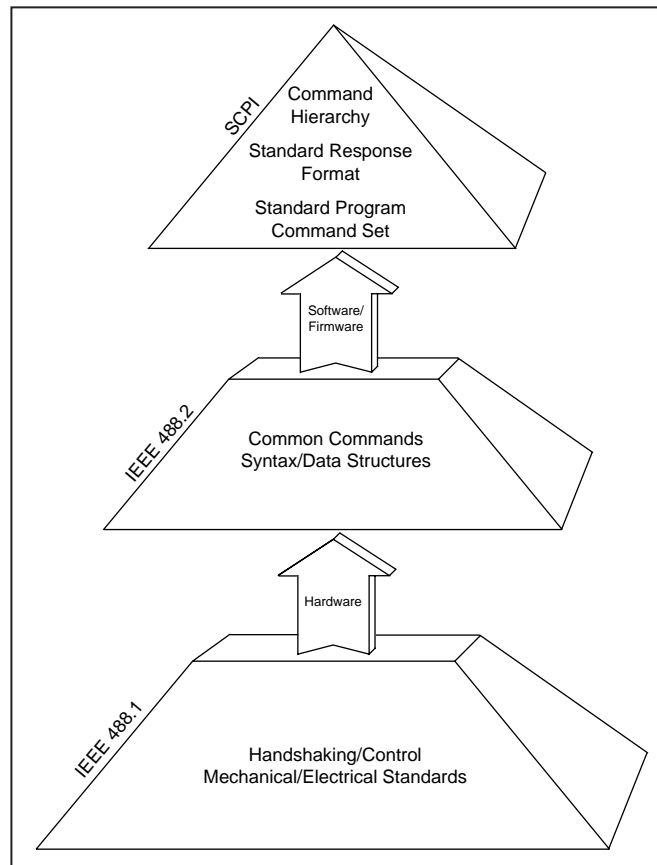 SCPI
Command
Hierarchy
Standard Response
Format
Standard Program
Command Set
Software/
Firmware
IEEE 488.2
Common Commands
Syntax/Data Structures
Hardware
IEEE 488.1
Handshaking/Control
Mechanical/Electrical Standards